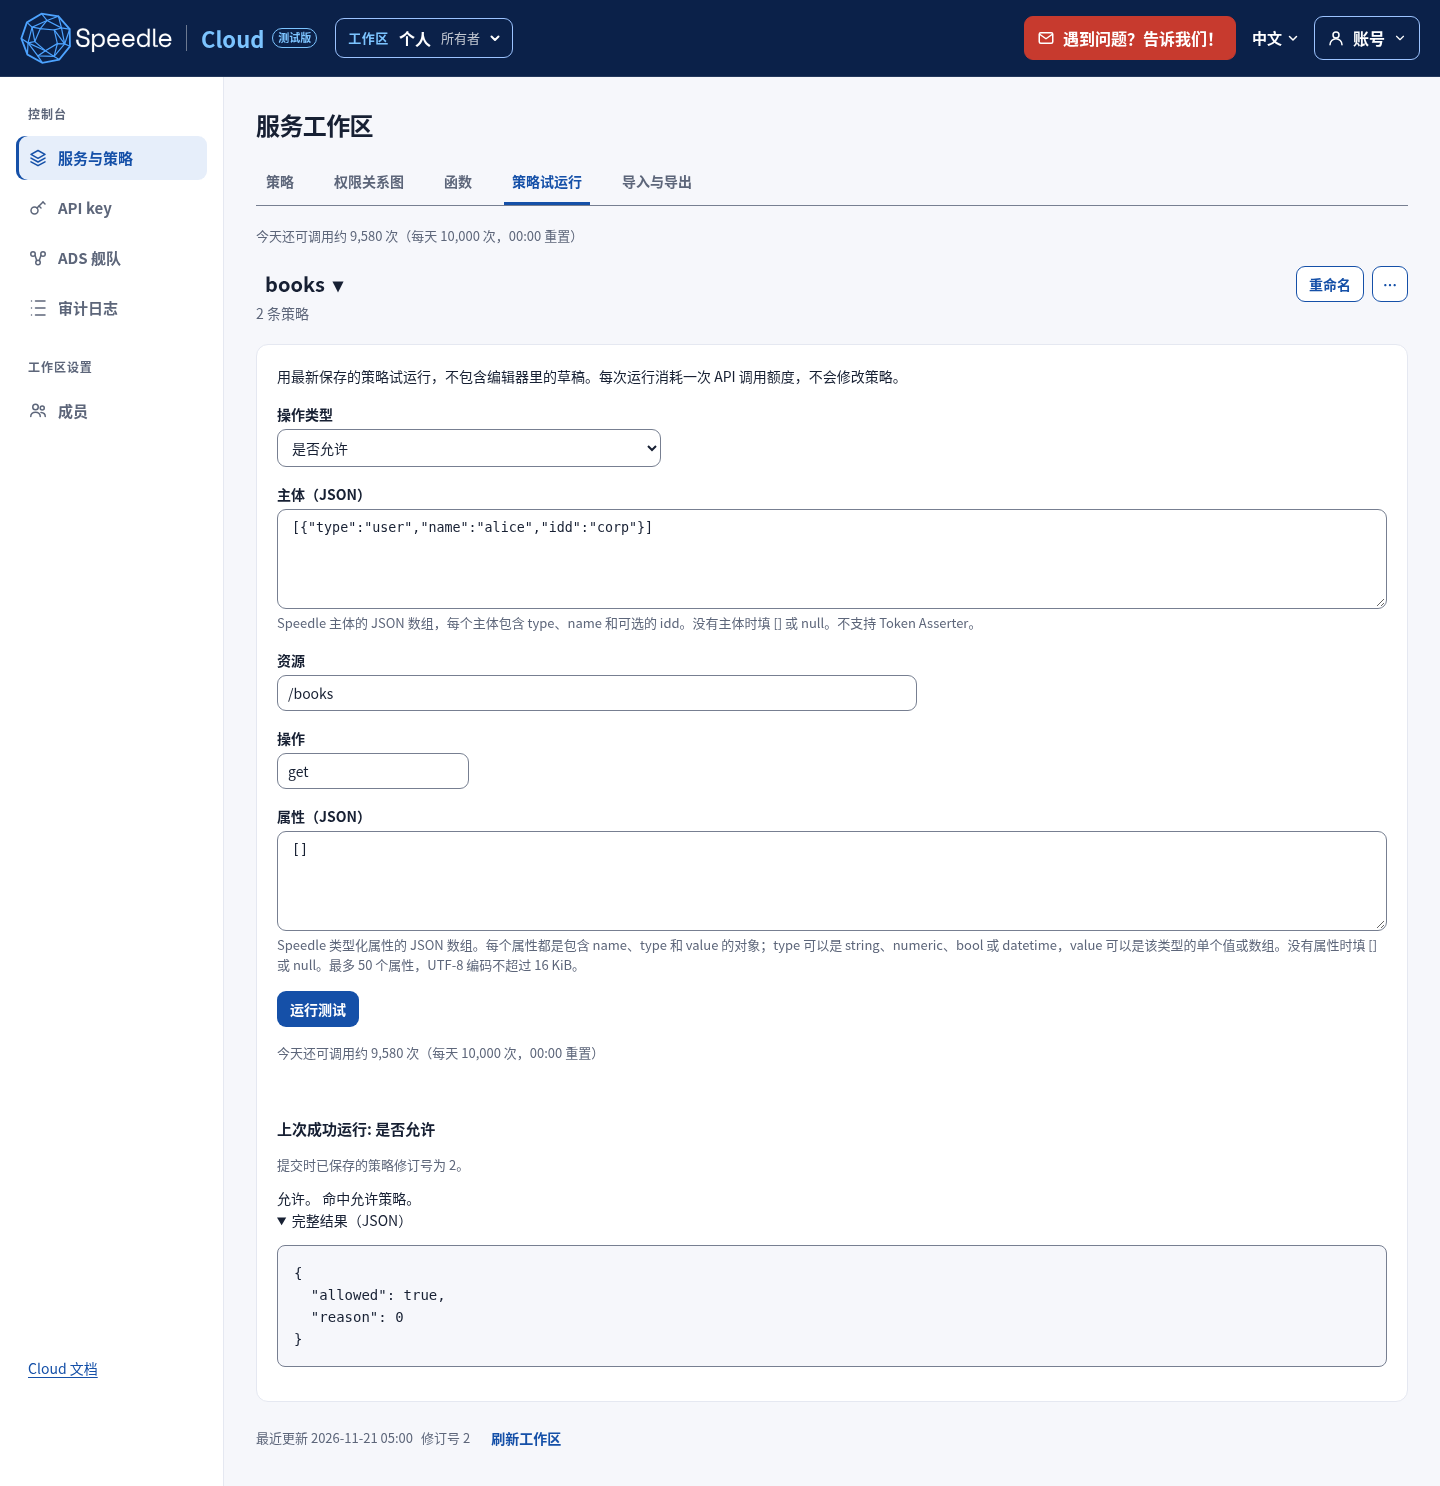 Speedle Cloud 测试版 工作区 个人 所有者 遇到问题？告诉我们！ 中文 账号
控制台
服务与策略
API key
ADS 舰队
审计日志
工作区设置
成员
Cloud 文档
服务工作区
策略 权限关系图 函数 策略试运行 导入与导出
今天还可调用约 9,580 次（每天 10,000 次，00:00 重置）
books ▼ 重命名 ···
2 条策略
用最新保存的策略试运行，不包含编辑器里的草稿。每次运行消耗一次 API 调用额度，不会修改策略。
操作类型
是否允许
主体（JSON）
[{"type":"user","name":"alice","idd":"corp"}]
Speedle 主体的 JSON 数组，每个主体包含 type、name 和可选的 idd。没有主体时填 [] 或 null。不支持 Token Asserter。
资源
/books
操作
get
属性（JSON）
[]
Speedle 类型化属性的 JSON 数组。每个属性都是包含 name、type 和 value 的对象；type 可以是 string、numeric、bool 或 datetime，value 可以是该类型的单个值或数组。没有属性时填 []
或 null。最多 50 个属性，UTF-8 编码不超过 16 KiB。
运行测试
今天还可调用约 9,580 次（每天 10,000 次，00:00 重置）
上次成功运行: 是否允许
提交时已保存的策略修订号为 2。
允许。 命中允许策略。
▼ 完整结果（JSON）
{
"allowed": true,
"reason": 0
}
最近更新 2026-11-21 05:00 修订号 2 刷新工作区